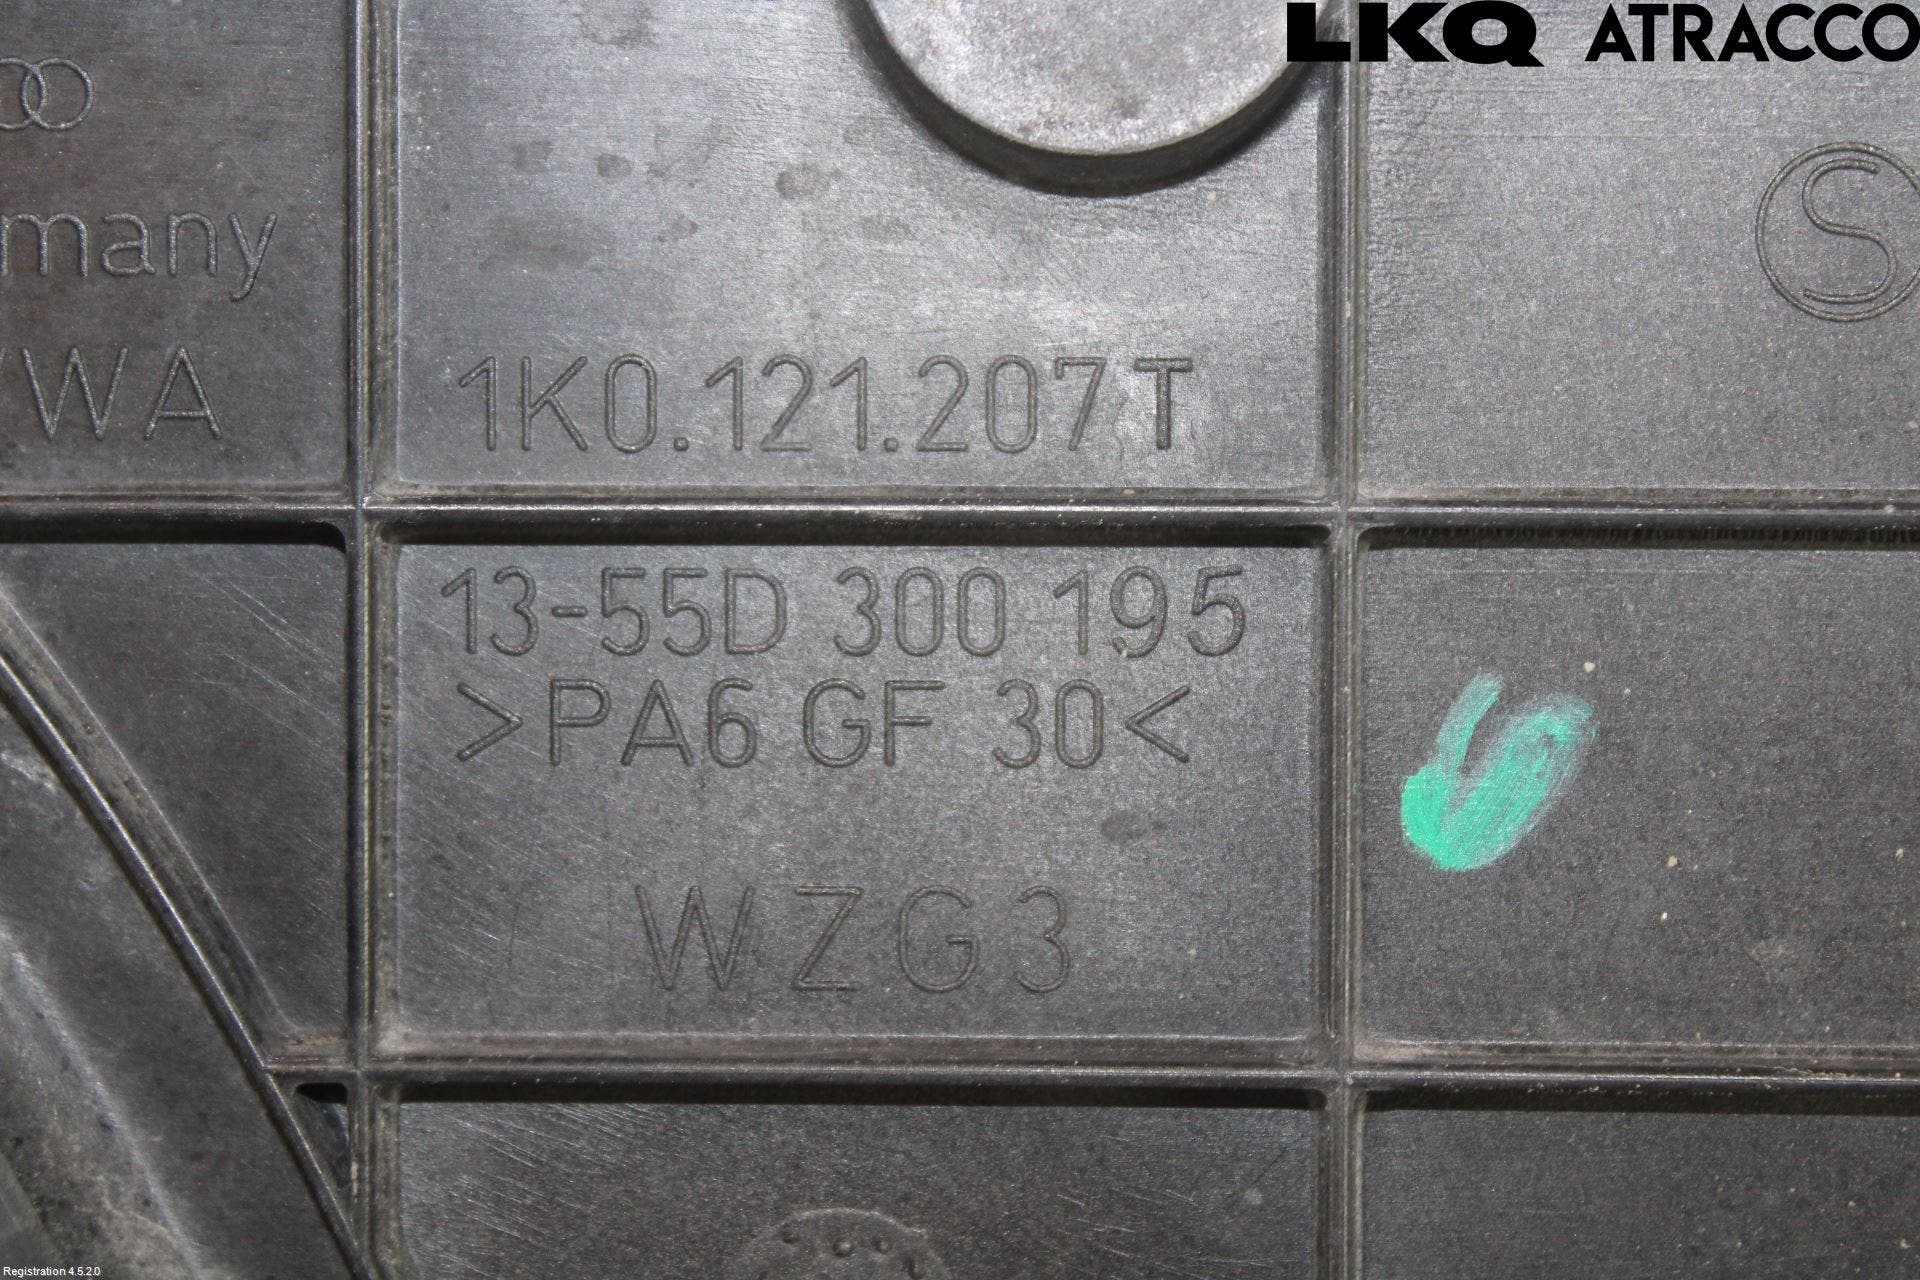 LKQ ATRACCO
many
WA
S
1K0.121.207 T
13-55D 300 195
>PA6 GF 30<
WZG3
Registration 4.5.2.0